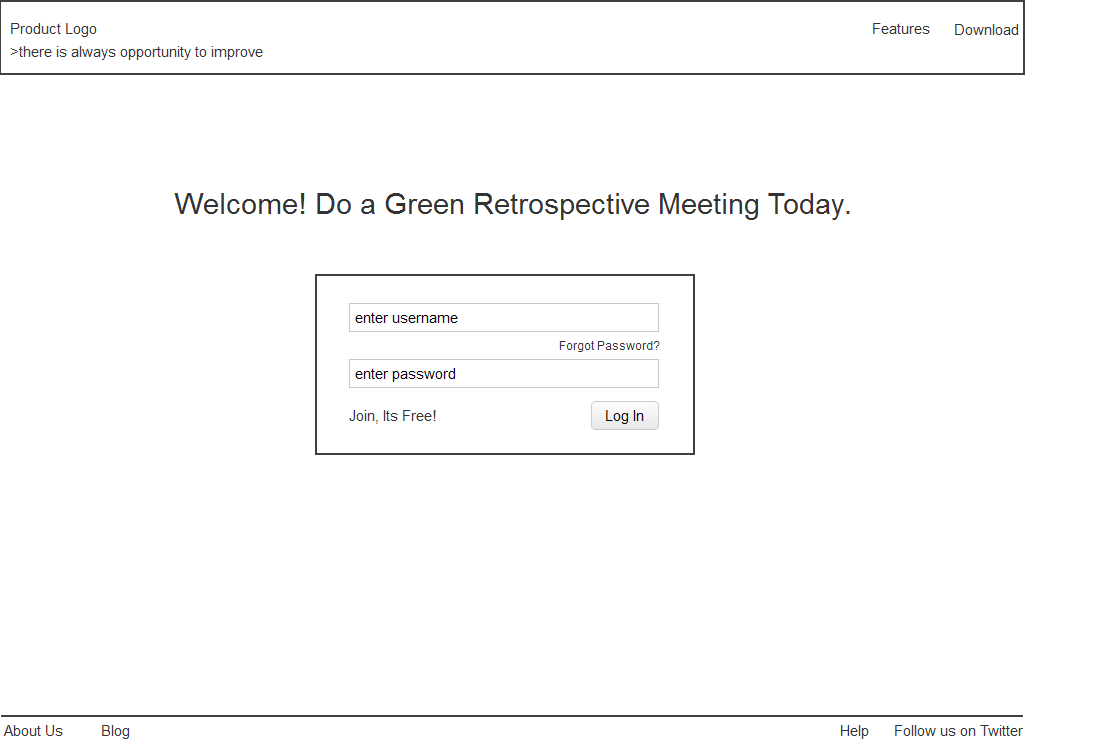 Product Logo
Features
Download
>there is always opportunity to improve
Welcome! Do a Green Retrospective Meeting Today.
enter username
Forgot Password?
enter password
Join, Its Free!
Log In
About Us
Blog
Help
Follow us on Twitter